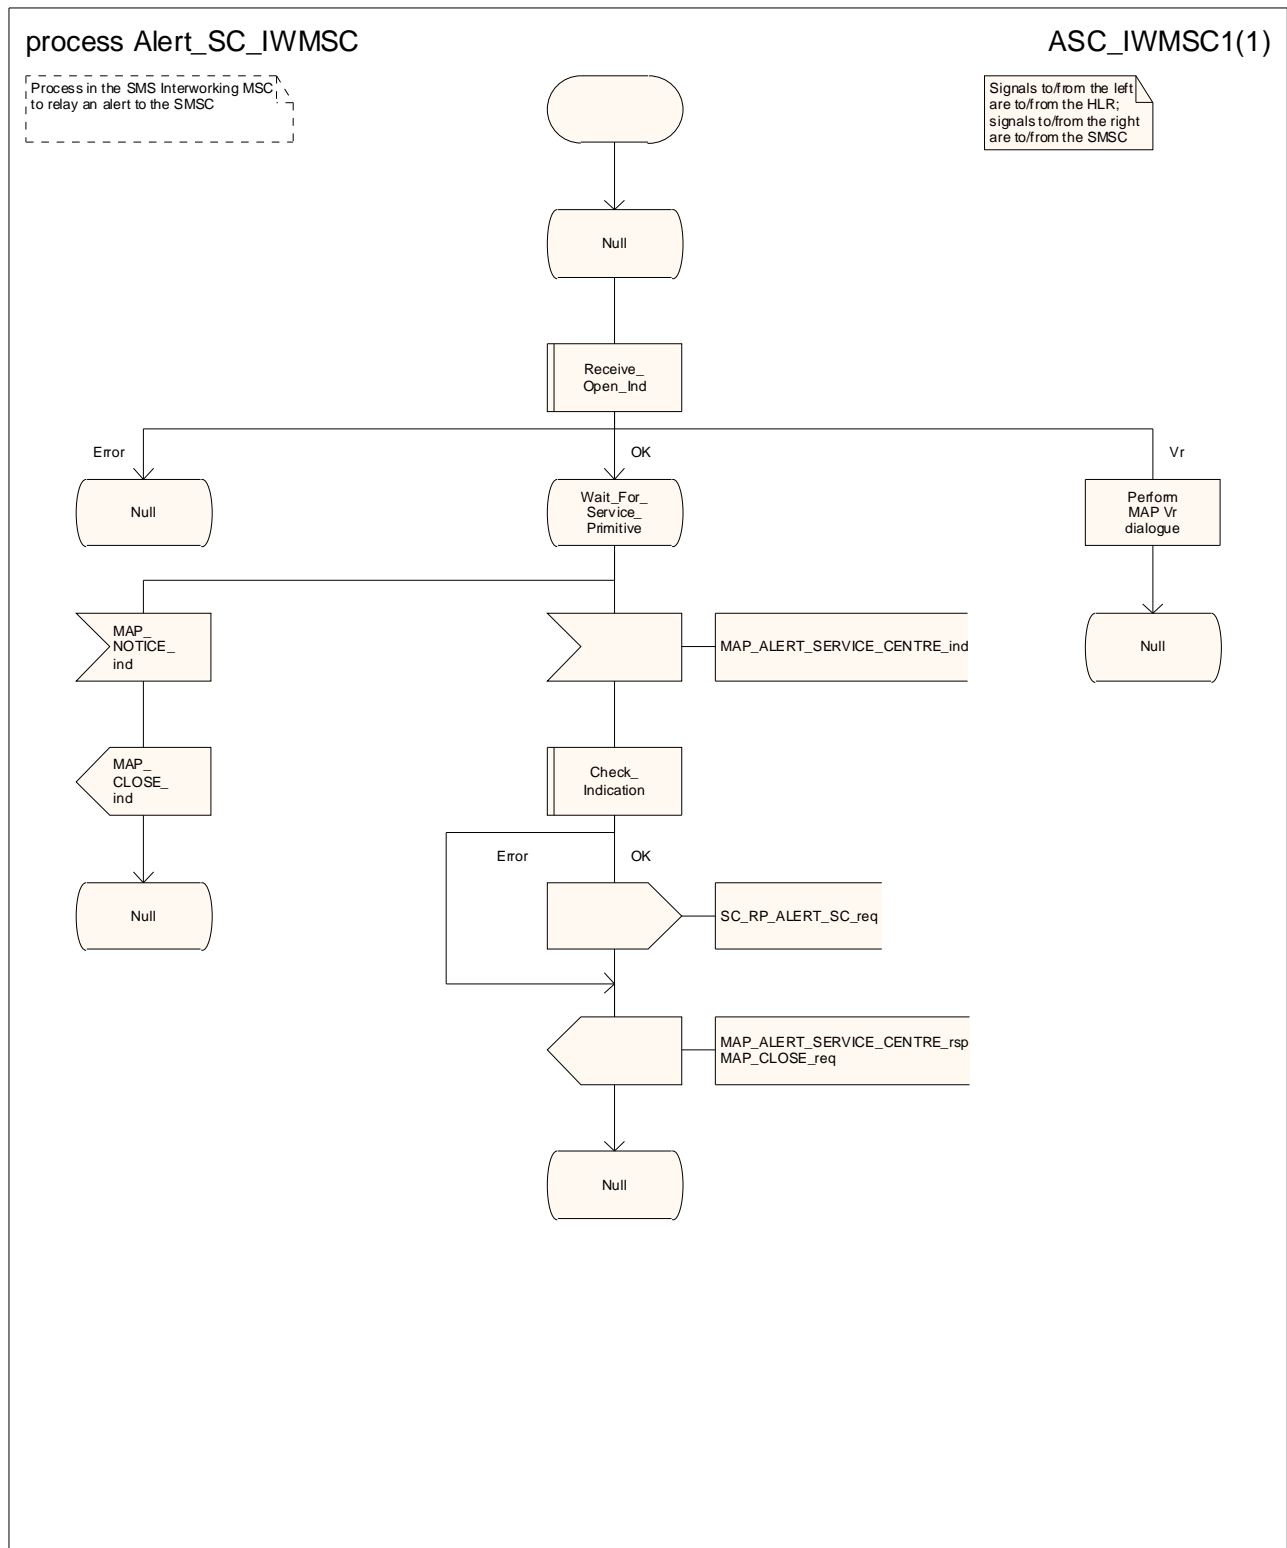 process Alert_SC_IWMSC
ASC_IWMSC1(1)
Process in the SMS Interworking MSC
to relay an alert to the SMSC
Signals to/from the left
are to/from the HLR;
signals to/from the right
are to/from the SMSC
Null
Receive_
Open_Ind
Error
OK
Vr
Null
Wait_For_
Service_
Primitive
Perform
MAP Vr
dialogue
MAP_
NOTICE_
ind
MAP_ALERT_SERVICE_CENTRE_ind
Null
MAP_
CLOSE_
ind
Check_
Indication
Error
OK
Null
SC_RP_ALERT_SC_req
MAP_ALERT_SERVICE_CENTRE_rsp
MAP_CLOSE_req
Null